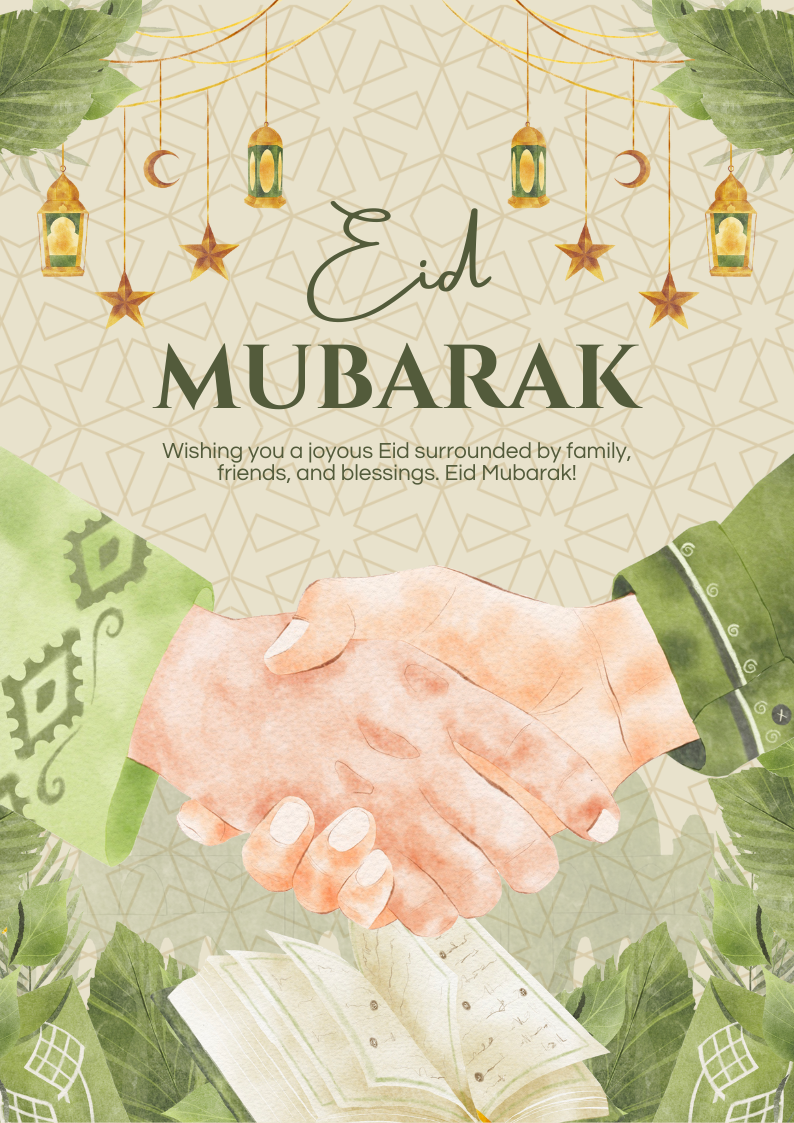 Eid
MUBARAK
Wishing you a joyous Eid surrounded by family,
friends, and blessings. Eid Mubarak!